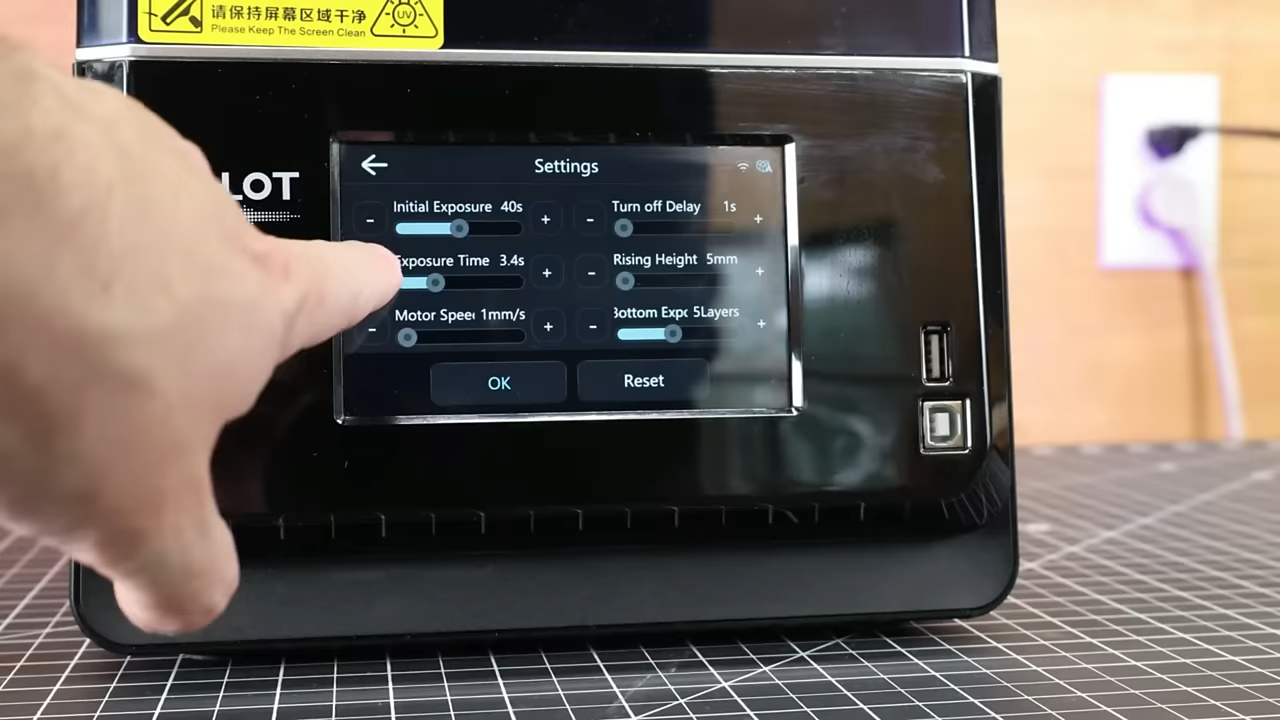 请保持屏幕区域干净
Please Keep The Screen Clean
UV
LOT
Settings
Initial Exposure 40s
Turn off Delay 1s
Exposure Time 3.4s
Rising Height 5mm
Motor Spee 1mm/s
Bottom Exp 5Layers
OK
Reset